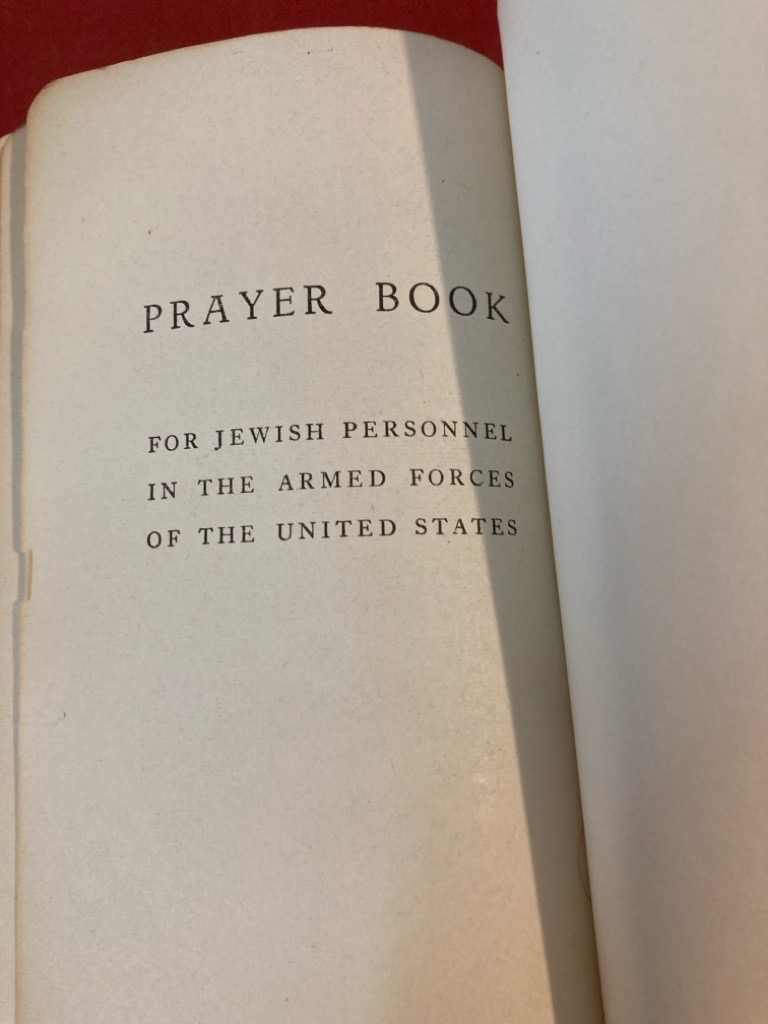 PRAYER BOOK
FOR JEWISH PERSONNEL
IN THE ARMED FORCES
OF THE UNITED STATES